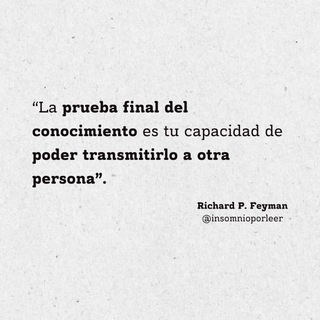 “La prueba final del
conocimiento es tu capacidad de
poder transmitirlo a otra
persona”.
Richard P. Feyman
@insomnioporleer